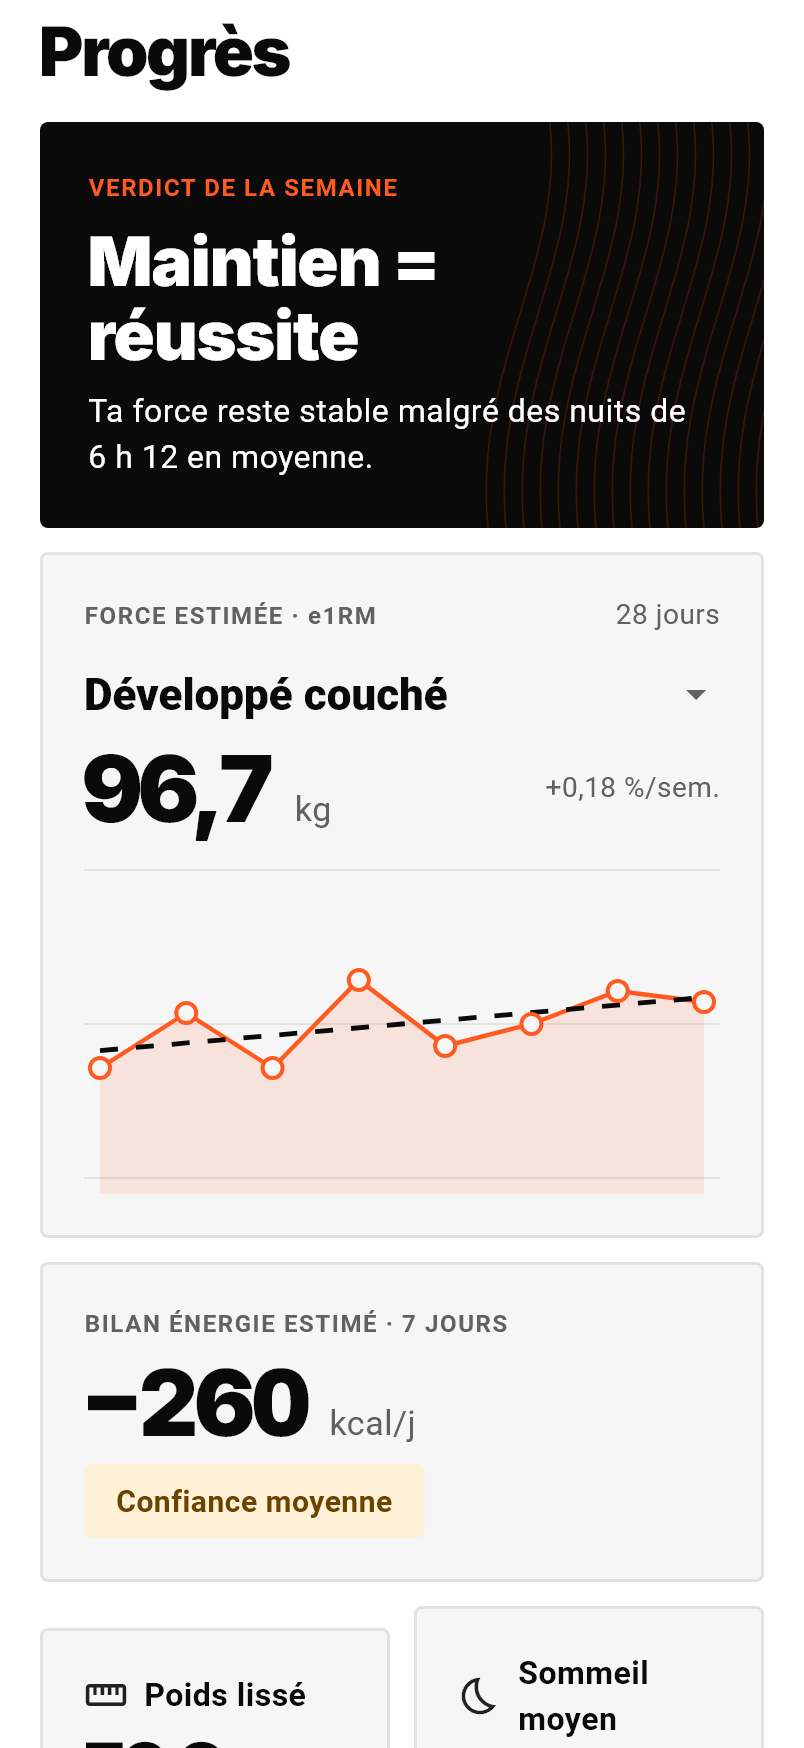 Progrès
VERDICT DE LA SEMAINE
Maintien =
réussite
Ta force reste stable malgré des nuits de
6 h 12 en moyenne.
FORCE ESTIMÉE · e1RM
28 jours
Développé couché
96,7 kg
+0,18 %/sem.
BILAN ÉNERGIE ESTIMÉ · 7 JOURS
−260 kcal/j
Confiance moyenne
Poids lissé
Sommeil
moyen